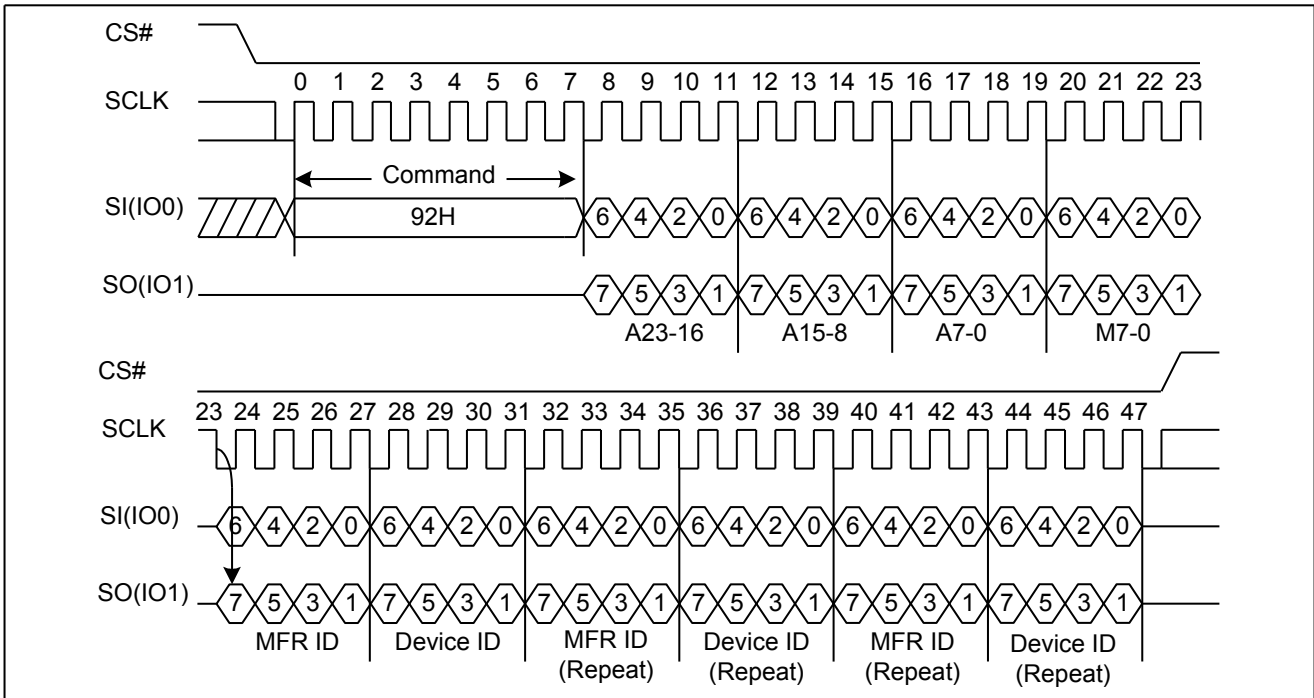 CS#
0 1 2 3 4 5 6 7 8 9 10 11 12 13 14 15 16 17 18 19 20 21 22 23
SCLK
Command
SI(IO0) 92H 6 4 2 0 6 4 2 0 6 4 2 0 6 4 2 0
SO(IO1) 7 5 3 1 7 5 3 1 7 5 3 1 7 5 3 1
A23-16 A15-8 A7-0 M7-0
CS#
23 24 25 26 27 28 29 30 31 32 33 34 35 36 37 38 39 40 41 42 43 44 45 46 47
SCLK
SI(IO0) 6 4 2 0 6 4 2 0 6 4 2 0 6 4 2 0 6 4 2 0 6 4 2 0
SO(IO1) 7 5 3 1 7 5 3 1 7 5 3 1 7 5 3 1 7 5 3 1 7 5 3 1
MFR ID Device ID MFR ID Device ID MFR ID Device ID
(Repeat) (Repeat) (Repeat) (Repeat)